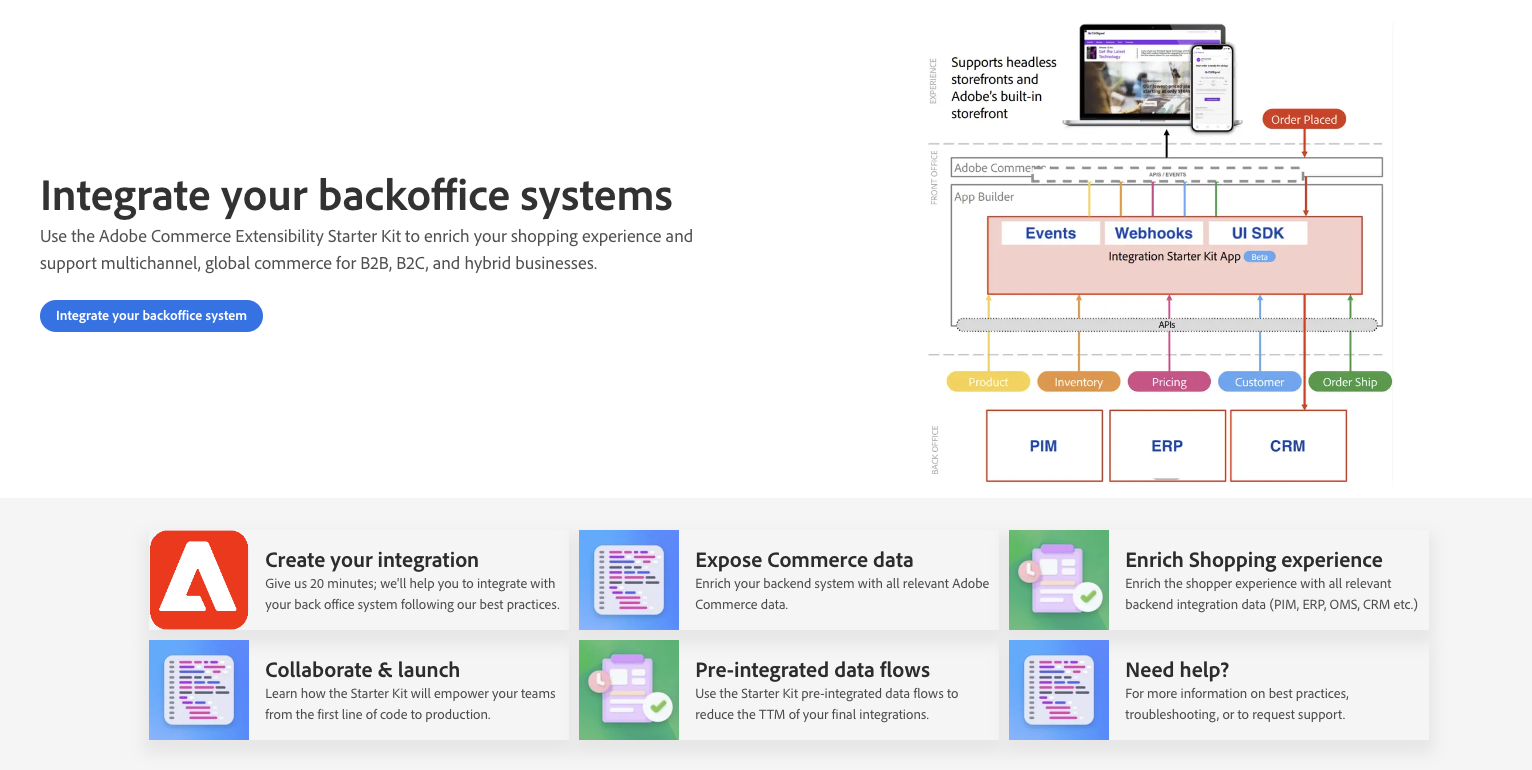 Integrate your backoffice systems
Use the Adobe Commerce Extensibility Starter Kit to enrich your shopping experience and
support multichannel, global commerce for B2B, B2C, and hybrid businesses.
Integrate your backoffice system
EXPERIENCE
Supports headless
storefronts and
Adobe's built-in
storefront
Get the Latest
Technology
Order Placed
FRONT OFFICE
Adobe Commerce
APIS / EVENTS
App Builder
Events
Webhooks
UI SDK
Integration Starter Kit App Beta
APIs
Product
Inventory
Pricing
Customer
Order Ship
BACK OFFICE
PIM
ERP
CRM
Create your integration
Give us 20 minutes; we'll help you to integrate with
your back office system following our best practices.
Expose Commerce data
Enrich your backend system with all relevant Adobe
Commerce data.
Enrich Shopping experience
Enrich the shopper experience with all relevant
backend integration data (PIM, ERP, OMS, CRM etc.)
Collaborate & launch
Learn how the Starter Kit will empower your teams
from the first line of code to production.
Pre-integrated data flows
Use the Starter Kit pre-integrated data flows to
reduce the TTM of your final integrations.
Need help?
For more information on best practices,
troubleshooting, or to request support.